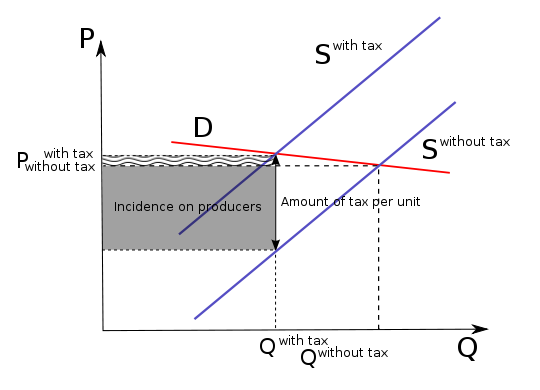 P
S with tax
D
S without tax
P with tax
without tax
Incidence on producers
Amount of tax per unit
Q with tax
Q without tax
Q